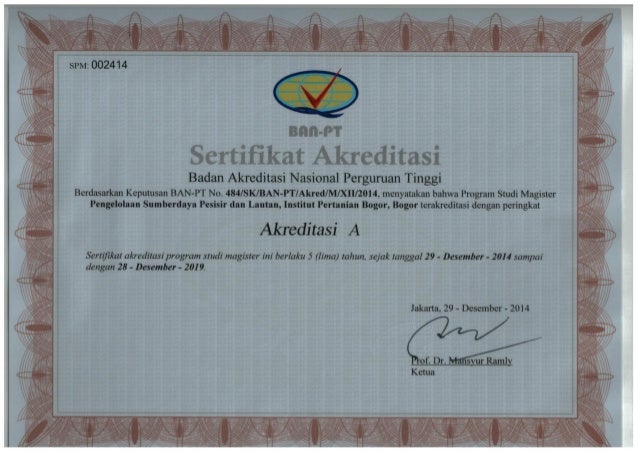 SPM: 002414
BAN-PT
Sertifikat Akreditasi
Badan Akreditasi Nasional Perguruan Tinggi
Berdasarkan Keputusan BAN-PT No. 484/SK/BAN-PT/Akred/M/XII/2014, menyatakan bahwa Program Studi Magister
Pengelolaan Sumberdaya Pesisir dan Lautan, Institut Pertanian Bogor, Bogor terakreditasi dengan peringkat
Akreditasi A
Sertifikat akreditasi program studi magister ini berlaku 5 (lima) tahun, sejak tanggal 29 - Desember - 2014 sampai
dengan 28 - Desember - 2019.
Jakarta, 29 - Desember - 2014
Prof. Dr. Mansyur Ramly
Ketua